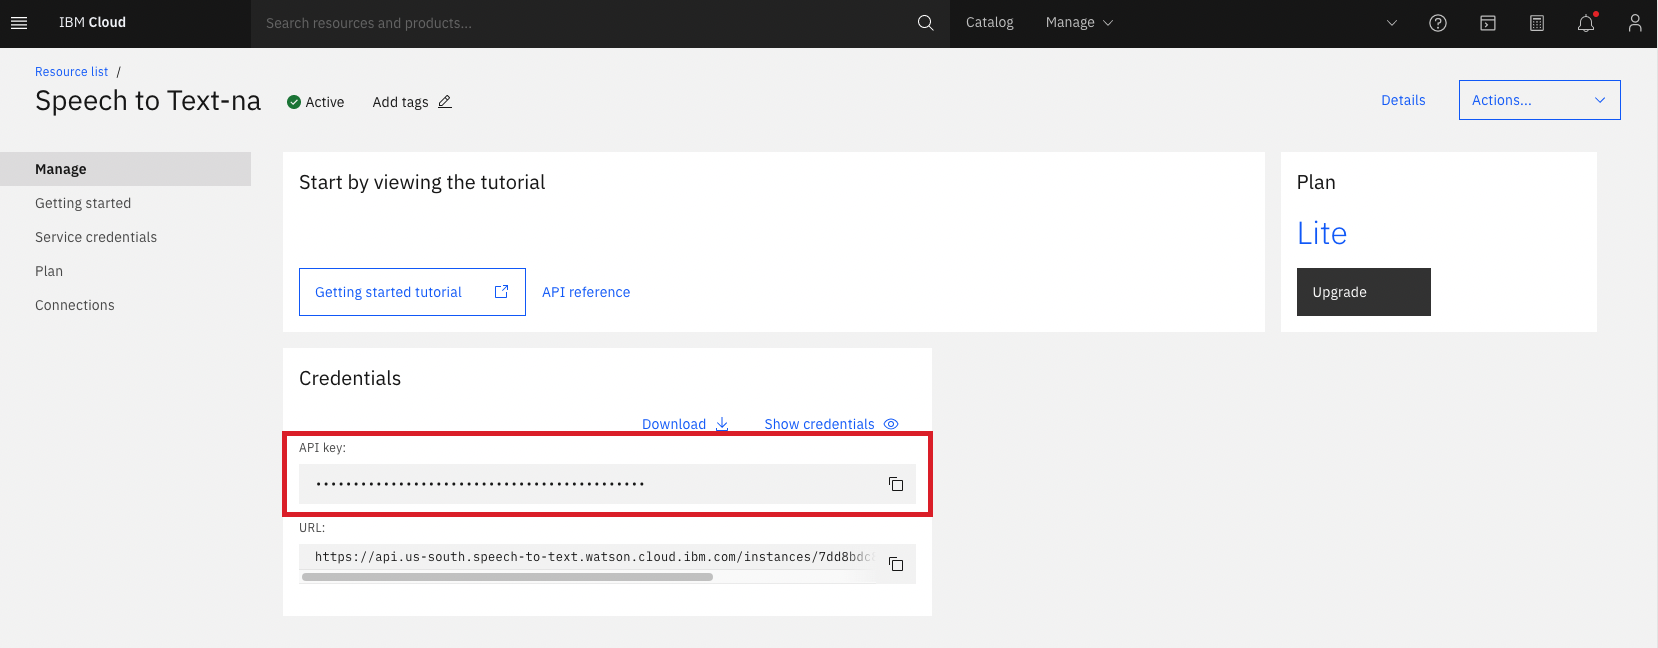 IBM Cloud
Search resources and products...
Catalog
Manage
Resource list /
Speech to Text-na
Active
Add tags
Details
Actions...
Manage
Getting started
Service credentials
Plan
Connections
Start by viewing the tutorial
Getting started tutorial
API reference
Plan
Lite
Upgrade
Credentials
Download
Show credentials
API key:
••••••••••••••••••••••••••••••••••••••••••••
URL:
https://api.us-south.speech-to-text.watson.cloud.ibm.com/instances/7dd8bdc